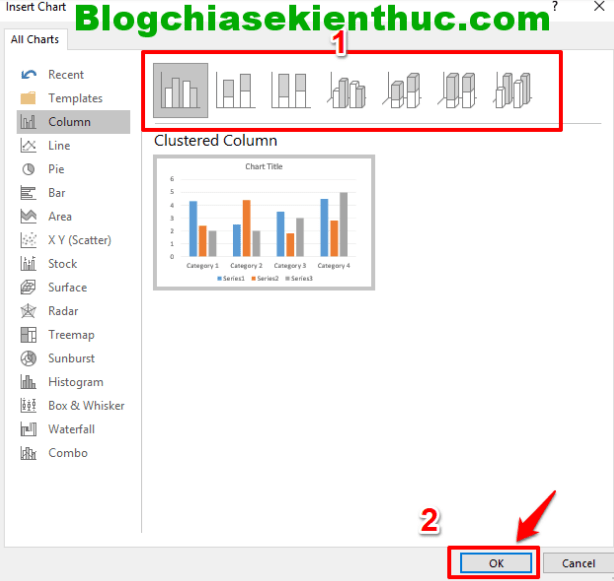 Insert Chart
?
X
Blogchiasekienthuc.com
All Charts
1
Recent
Templates
Column
Line
Pie
Bar
Area
X Y (Scatter)
Stock
Surface
Radar
Treemap
Sunburst
Histogram
Box & Whisker
Waterfall
Combo
Clustered Column
Chart Title
6
5
4
3
2
1
0
Category 1 Category 2 Category 3 Category 4
Series1 Series2 Series3
2
OK Cancel